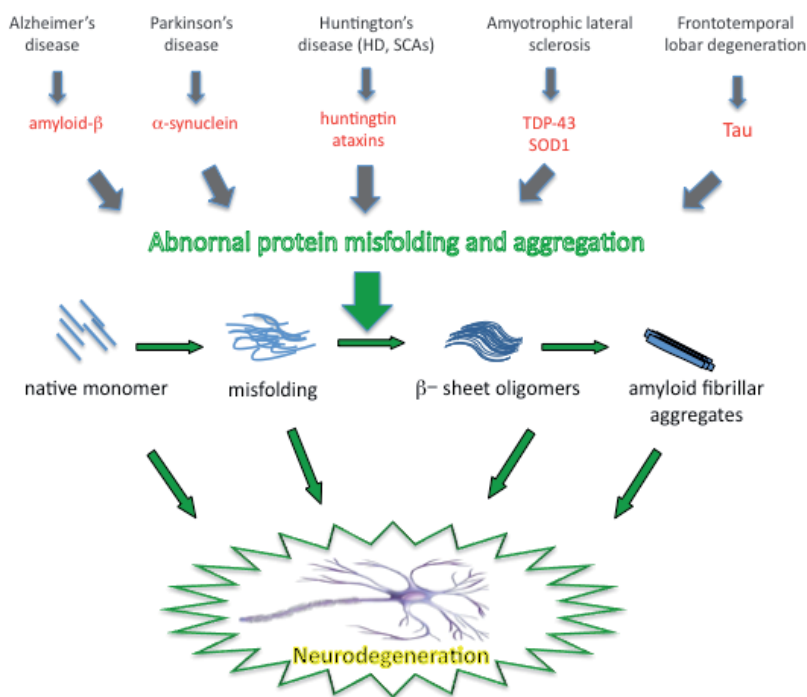 Alzheimer's
disease
Parkinson's
disease
Huntington's
disease (HD, SCAs)
Amyotrophic lateral
sclerosis
Frontotemporal
lobar degeneration
amyloid-β
α-synuclein
huntingtin
ataxins
TDP-43
SOD1
Tau
Abnornal protein misfolding and aggregation
native monomer
misfolding
β– sheet oligomers
amyloid fibrillar
aggregates
Neurodegeneration